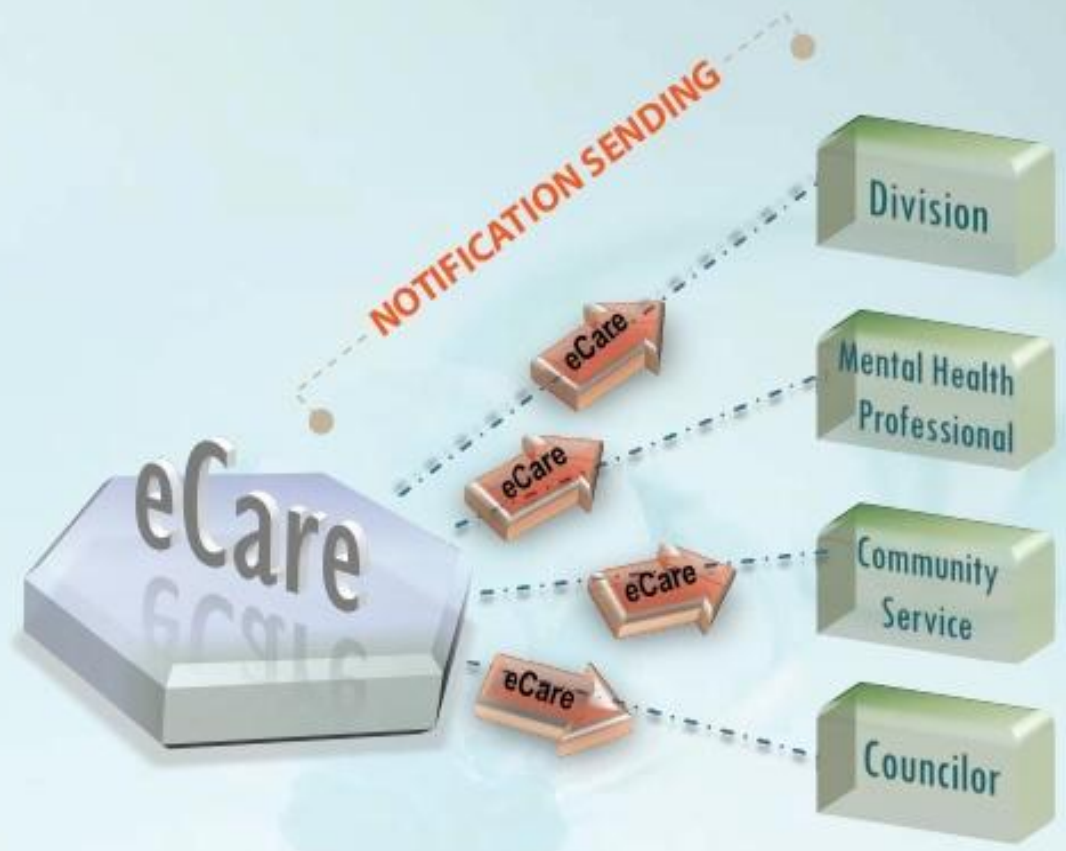 NOTIFICATION SENDING
Division
eCare
Mental Health
Professional
eCare
eCare
Community
Service
eCare
eCare
Councilor